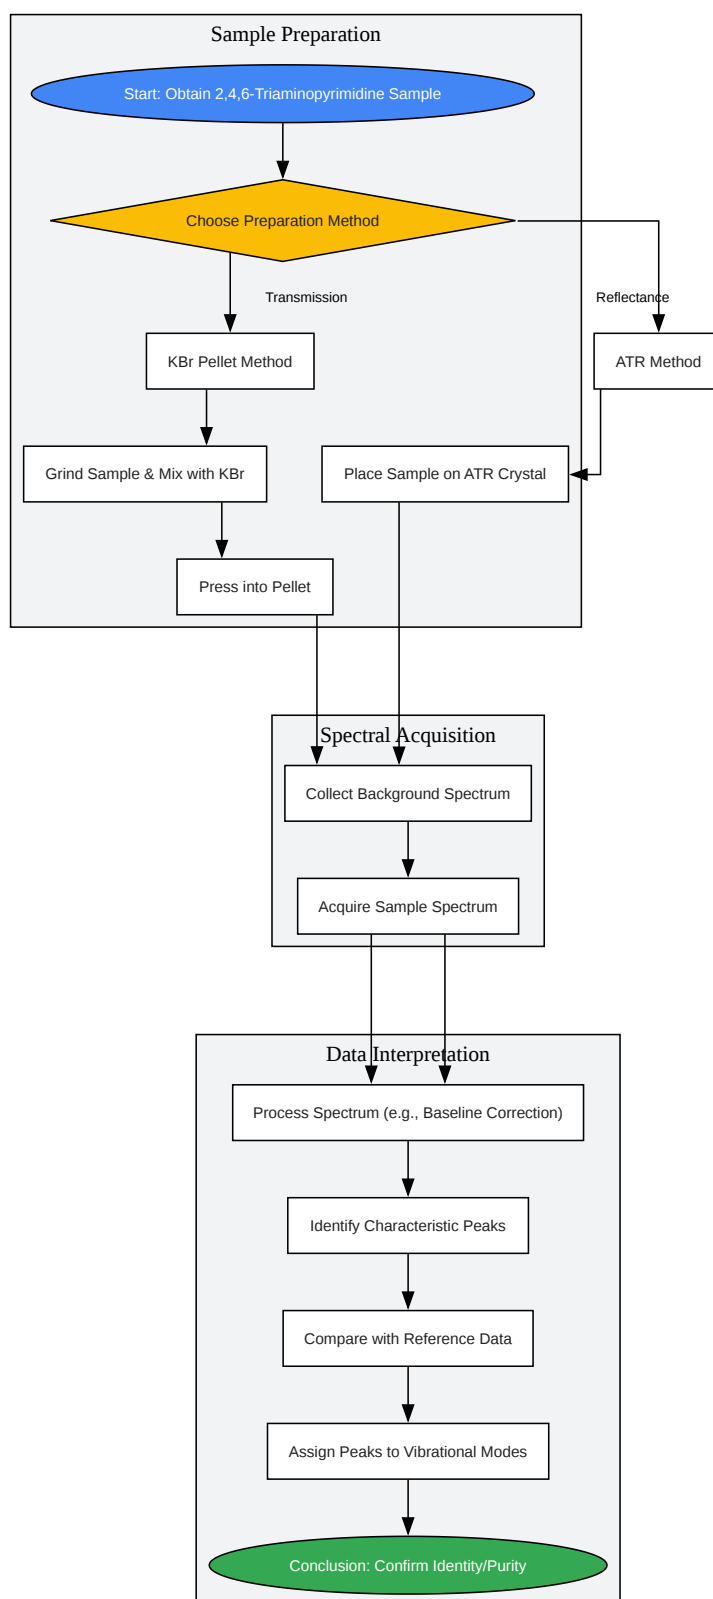 Sample Preparation
Start: Obtain 2,4,6-Triaminopyrimidine Sample
Choose Preparation Method
Transmission
Reflectance
KBr Pellet Method
ATR Method
Grind Sample & Mix with KBr
Place Sample on ATR Crystal
Press into Pellet
Spectral Acquisition
Collect Background Spectrum
Acquire Sample Spectrum
Data Interpretation
Process Spectrum (e.g., Baseline Correction)
Identify Characteristic Peaks
Compare with Reference Data
Assign Peaks to Vibrational Modes
Conclusion: Confirm Identity/Purity